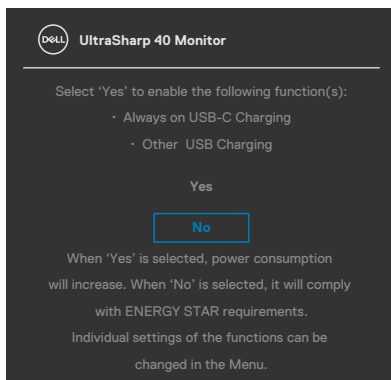 DELL UltraSharp 40 Monitor
Select ‘Yes’ to enable the following function(s):
· Always on USB-C Charging
· Other USB Charging
Yes
No
When ‘Yes’ is selected, power consumption
will increase. When ‘No’ is selected, it will comply
with ENERGY STAR requirements.
Individual settings of the functions can be
changed in the Menu.